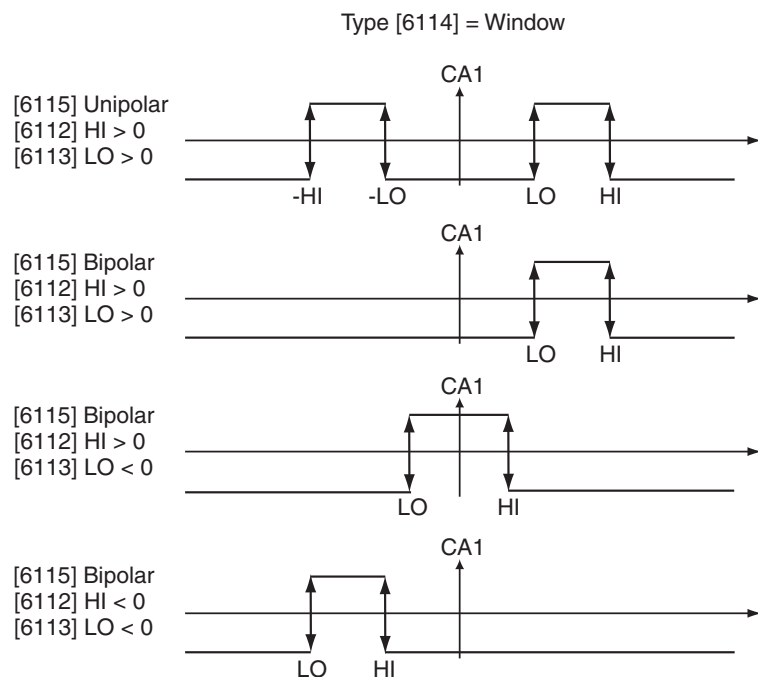 Type [6114] = Window
CA1
[6115] Unipolar
[6112] HI > 0
[6113] LO > 0
-HI -LO LO HI
CA1
[6115] Bipolar
[6112] HI > 0
[6113] LO > 0
LO HI
CA1
[6115] Bipolar
[6112] HI > 0
[6113] LO < 0
LO HI
CA1
[6115] Bipolar
[6112] HI < 0
[6113] LO < 0
LO HI